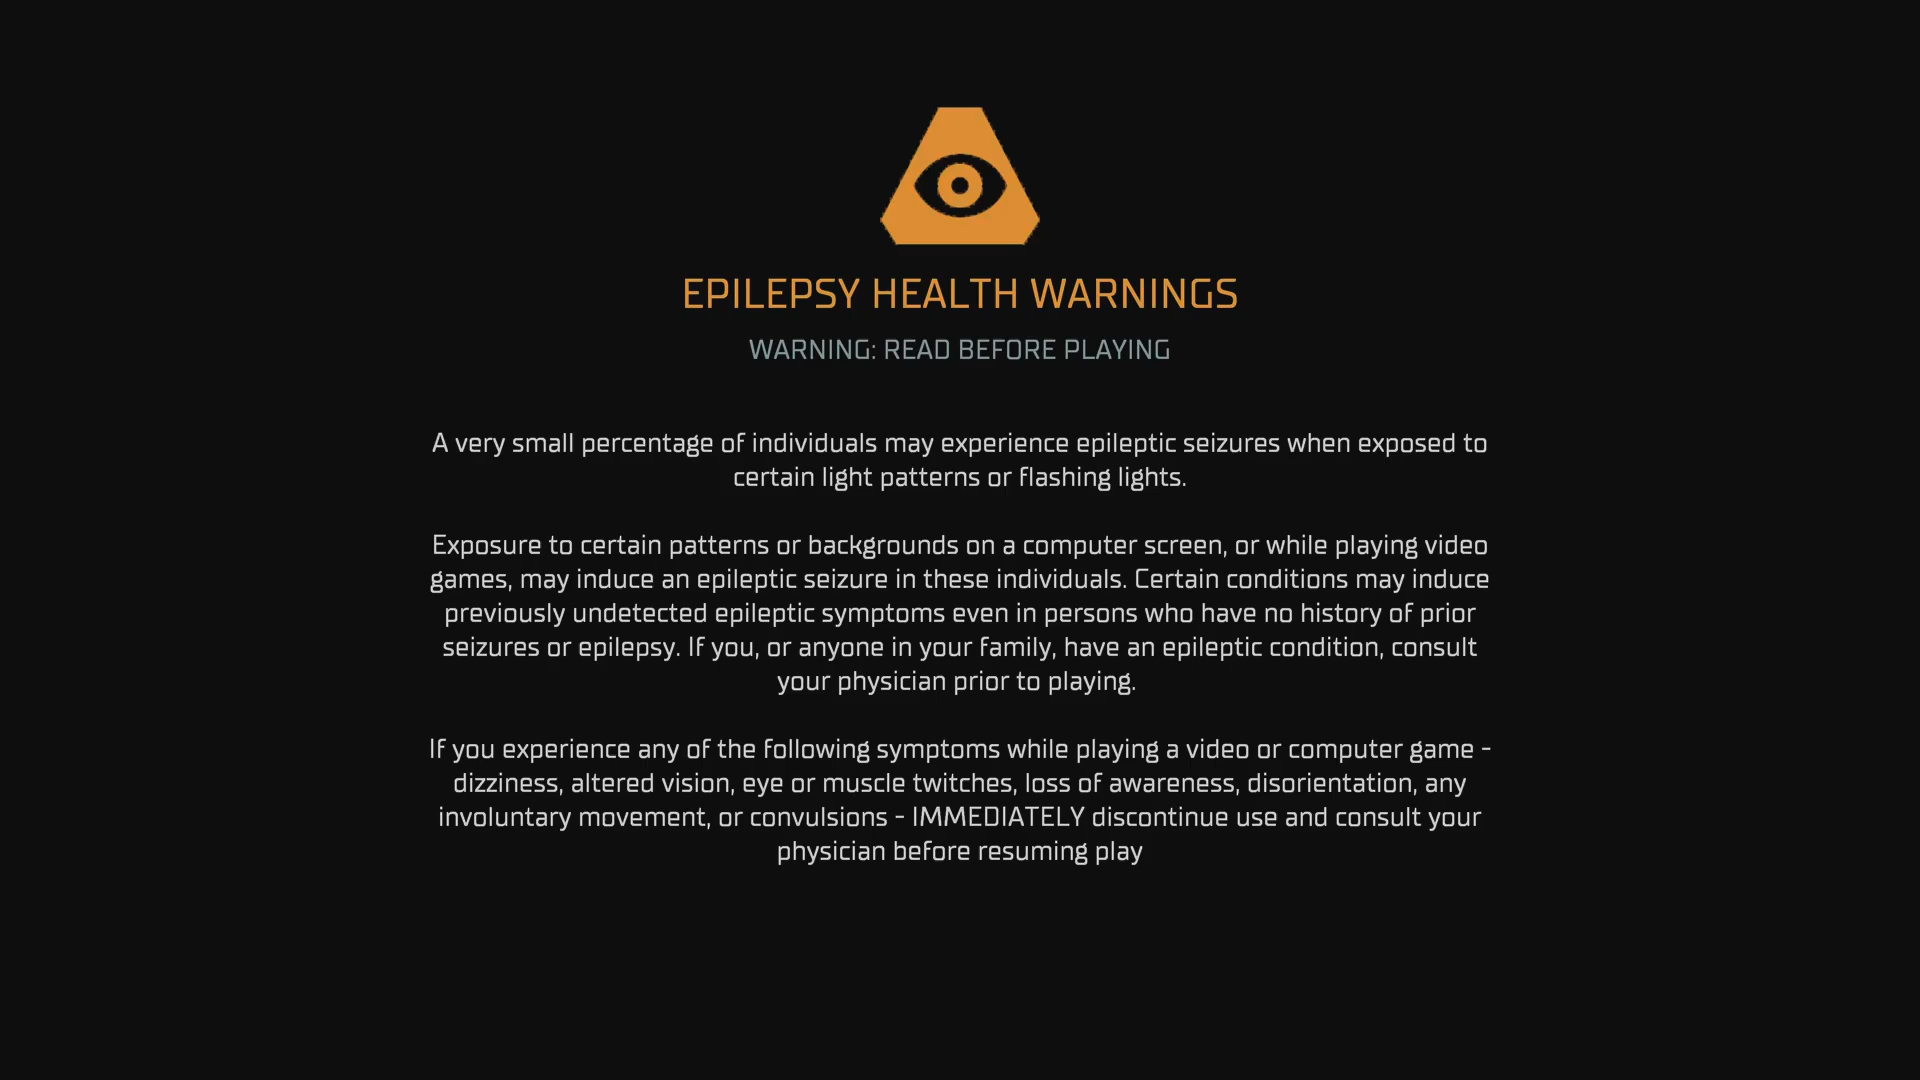 EPILEPSY HEALTH WARNINGS
WARNING: READ BEFORE PLAYING
A very small percentage of individuals may experience epileptic seizures when exposed to
certain light patterns or flashing lights.
Exposure to certain patterns or backgrounds on a computer screen, or while playing video
games, may induce an epileptic seizure in these individuals. Certain conditions may induce
previously undetected epileptic symptoms even in persons who have no history of prior
seizures or epilepsy. If you, or anyone in your family, have an epileptic condition, consult
your physician prior to playing.
If you experience any of the following symptoms while playing a video or computer game -
dizziness, altered vision, eye or muscle twitches, loss of awareness, disorientation, any
involuntary movement, or convulsions - IMMEDIATELY discontinue use and consult your
physician before resuming play